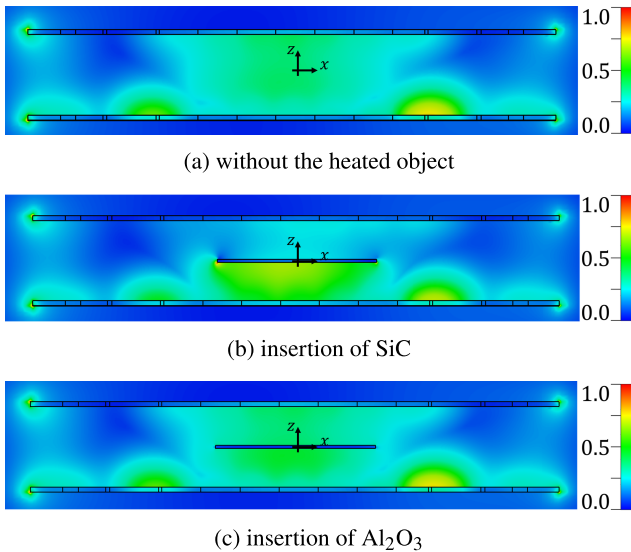 1.0
z
x
0.5
0.0
(a) without the heated object
1.0
z
x
0.5
0.0
(b) insertion of SiC
1.0
z
x
0.5
0.0
(c) insertion of Al₂O₃